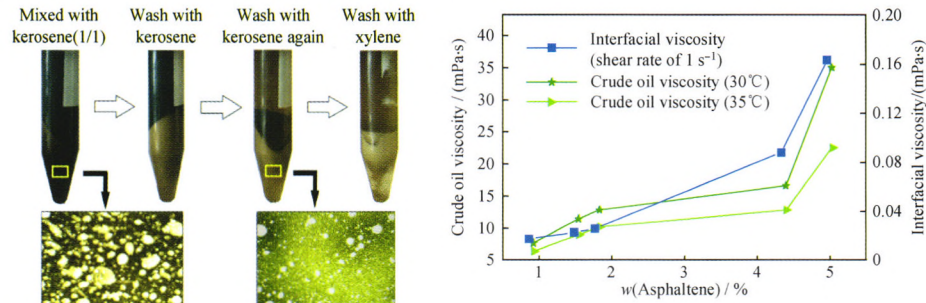 Mixed with
kerosene(1/1)
Wash with
kerosene
Wash with
kerosene again
Wash with
xylene
Crude oil viscosity / (mPa·s)
40
35
30
25
20
15
10
5
Interfacial viscosity
(shear rate of 1 s⁻¹)
Crude oil viscosity (30℃)
Crude oil viscosity (35℃)
0.20
0.16
0.12
0.08
0.04
0
Interfacial viscosity/(mPa·s)
1
2
3
4
5
w(Asphaltene) / %